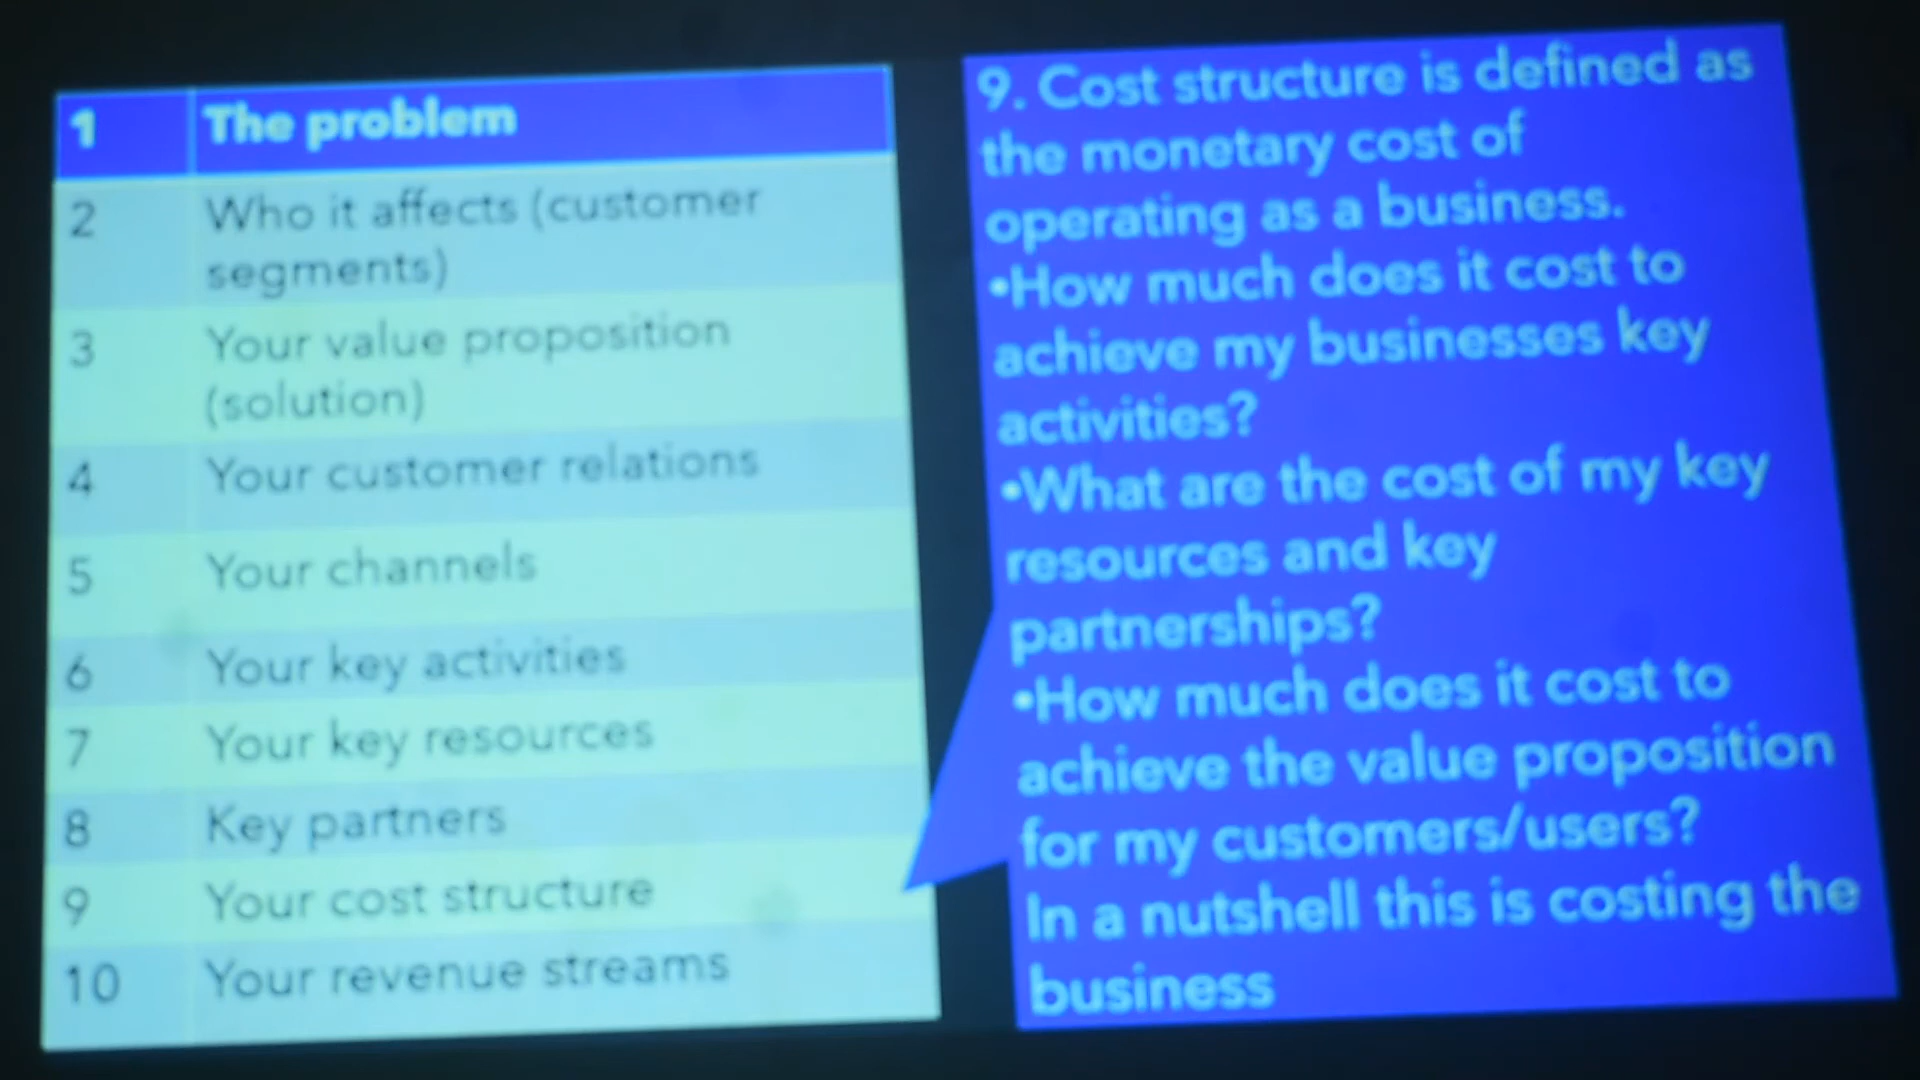 1 The problem
2 Who it affects (customer
segments)
3 Your value proposition
(solution)
4 Your customer relations
5 Your channels
6 Your key activities
7 Your key resources
8 Key partners
9 Your cost structure
10 Your revenue streams
9. Cost structure is defined as
the monetary cost of
operating as a business.
•How much does it cost to
achieve my businesses key
activities?
•What are the cost of my key
resources and key
partnerships?
•How much does it cost to
achieve the value proposition
for my customers/users?
In a nutshell this is costing the
business